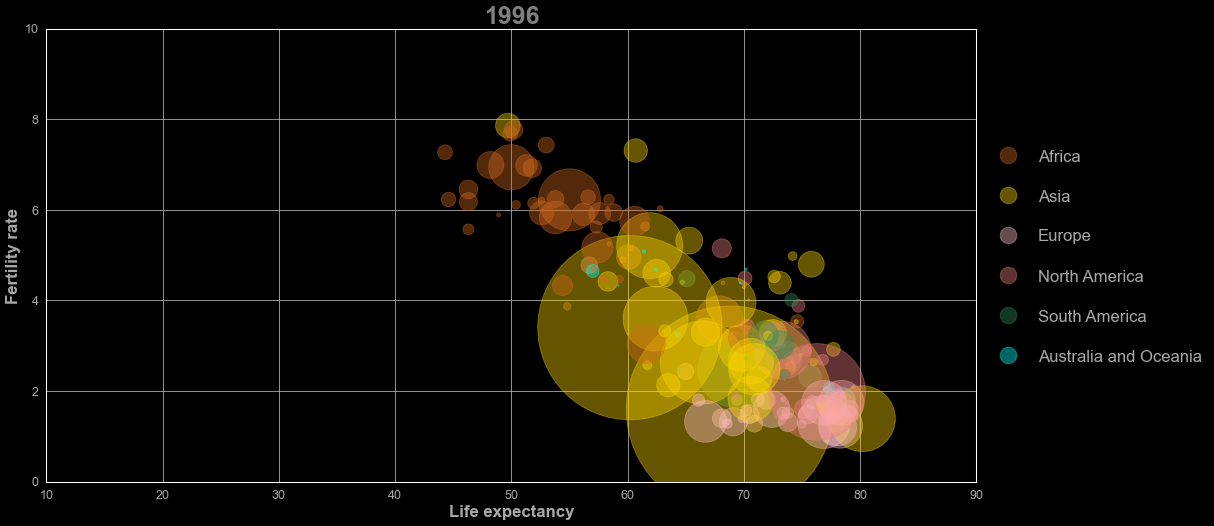 1996
10
8
6
4
2
0
Fertility rate
10 20 30 40 50 60 70 80 90
Life expectancy
Africa
Asia
Europe
North America
South America
Australia and Oceania